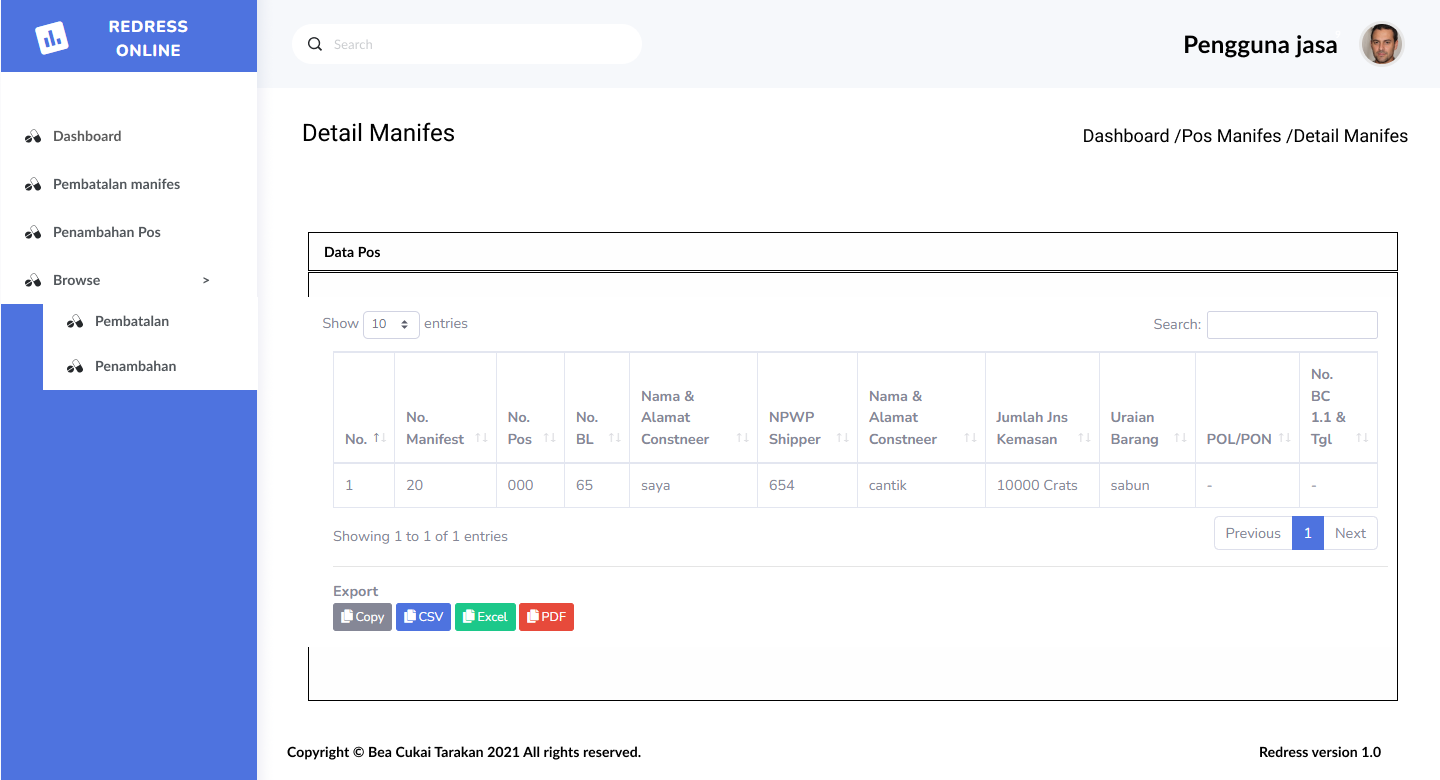 REDRESS
ONLINE
Search
Pengguna jasa
Dashboard
Pembatalan manifes
Penambahan Pos
Browse >
Pembatalan
Penambahan
Detail Manifes
Dashboard /Pos Manifes /Detail Manifes
Data Pos
Show 10 entries
Search:
No.
No. Manifest
No. Pos
No. BL
Nama & Alamat Constneer
NPWP Shipper
Nama & Alamat Constneer
Jumlah Jns Kemasan
Uraian Barang
POL/PON
No. BC 1.1 & Tgl
1 20 000 65 saya 654 cantik 10000 Crats sabun - -
Showing 1 to 1 of 1 entries
Previous 1 Next
Export
Copy CSV Excel PDF
Copyright © Bea Cukai Tarakan 2021 All rights reserved.
Redress version 1.0